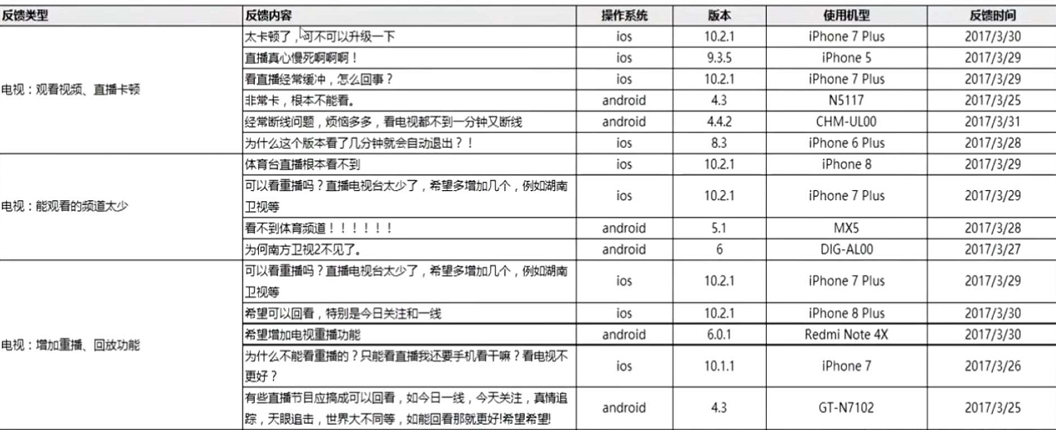 反馈类型 反馈内容 操作系统 版本 使用机型 反馈时间
电视：观看视频、直播卡顿
太卡顿了，可不可以升级一下 ios 10.2.1 iPhone 7 Plus 2017/3/30
直播真心慢死啊啊啊！ ios 9.3.5 iPhone 5 2017/3/29
看直播经常缓冲，怎么回事？ ios 10.2.1 iPhone 7 Plus 2017/3/29
非常卡，根本不能看。 android 4.3 N5117 2017/3/25
经常断线问题，烦恼多多，看电视都不到一分钟又断线 android 4.4.2 CHM-UL00 2017/3/31
为什么这个版本看了几分钟就会自动退出？！ ios 8.3 iPhone 6 Plus 2017/3/28
电视：能观看的频道太少
体育台直播根本看不到 ios 10.2.1 iPhone 8 2017/3/29
可以看重播吗？直播电视台太少了，希望多增加几个，例如湖南
卫视等 ios 10.2.1 iPhone 7 Plus 2017/3/29
看不到体育频道！！！！！！ android 5.1 MX5 2017/3/28
为何南方卫视2不见了。 android 6 DIG-AL00 2017/3/27
电视：增加重播、回放功能
可以看重播吗？直播电视台太少了，希望多增加几个，例如湖南
卫视等 ios 10.2.1 iPhone 7 Plus 2017/3/29
希望可以回看，特别是今日关注和一线 ios 10.2.1 iPhone 8 Plus 2017/3/30
希望增加电视重播功能 android 6.0.1 Redmi Note 4X 2017/3/30
为什么不能看重播的？只能看直播我还要手机看干嘛？看电视不
更好？ ios 10.1.1 iPhone 7 2017/3/26
有些直播节目应搞成可以回看，如今日一线，今天关注，真情追
踪，天眼追击，世界大不同等，如能回看那就更好!希望希望! android 4.3 GT-N7102 2017/3/25